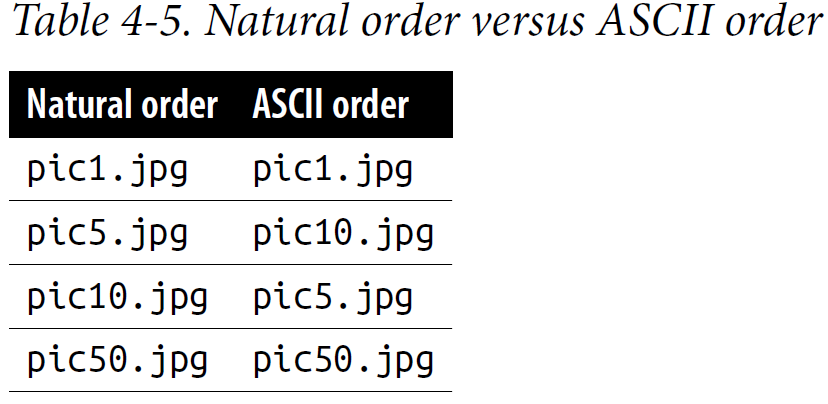 Table 4-5. Natural order versus ASCII order
Natural order ASCII order
pic1.jpg pic1.jpg
pic5.jpg pic10.jpg
pic10.jpg pic5.jpg
pic50.jpg pic50.jpg